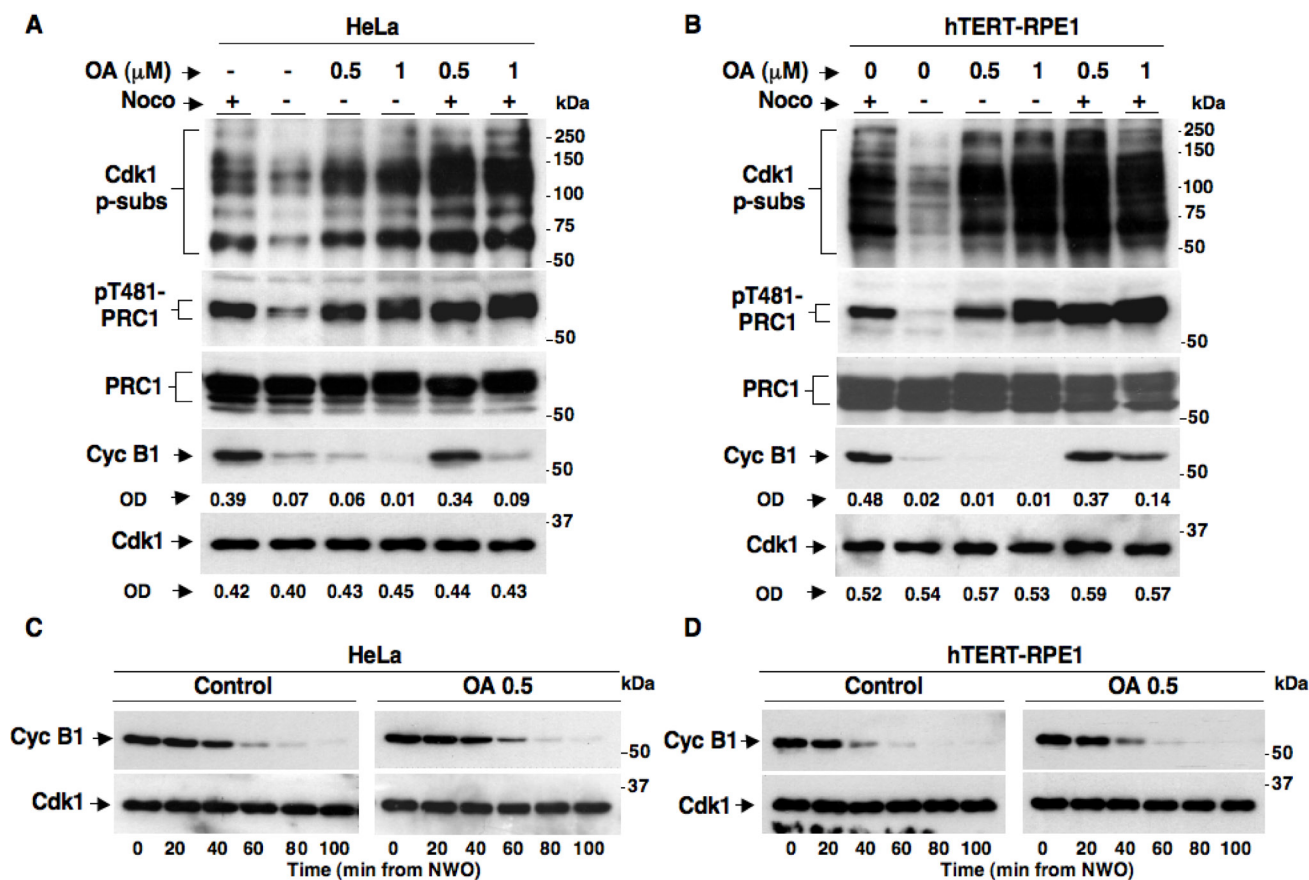 A
HeLa
OA (μM) - - 0.5 1 0.5 1
Noco + - - - + + kDa
Cdk1 p-subs
-250
-150
-100
-75
-50
pT481-PRC1
-50
PRC1
-50
Cyc B1
-50
OD 0.39 0.07 0.06 0.01 0.34 0.09
-37
Cdk1
OD 0.42 0.40 0.43 0.45 0.44 0.43
B
hTERT-RPE1
OA (μM) 0 0 0.5 1 0.5 1
Noco + - - - + + kDa
Cdk1 p-subs
-250
-150
-100
-75
-50
pT481-PRC1
-50
PRC1
-50
Cyc B1
-50
OD 0.48 0.02 0.01 0.01 0.37 0.14
-37
Cdk1
OD 0.52 0.54 0.57 0.53 0.59 0.57
C
HeLa
Control OA 0.5 kDa
Cyc B1
-50
-37
Cdk1
0 20 40 60 80 100 0 20 40 60 80 100
Time (min from NWO)
D
hTERT-RPE1
Control OA 0.5 kDa
Cyc B1
-50
-37
Cdk1
0 20 40 60 80 100 0 20 40 60 80 100
Time (min from NWO)